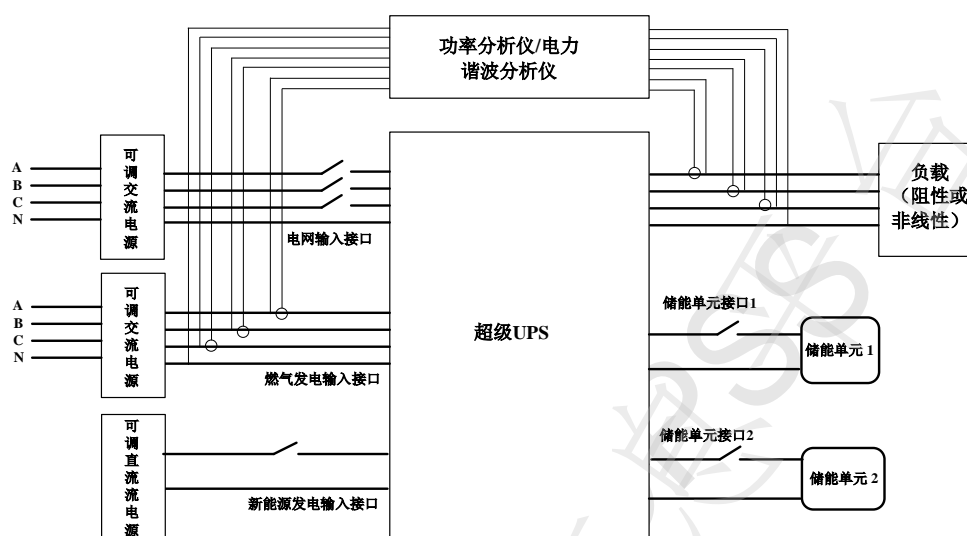 功率分析仪/电力
谐波分析仪
可调交流电源
A
B
C
N
电网输入接口
负载
（阻性或
非线性）
可调交流电源
A
B
C
N
燃气发电输入接口
超级UPS
储能单元接口1
储能单元 1
可调直流流电源
新能源发电输入接口
储能单元接口2
储能单元 2